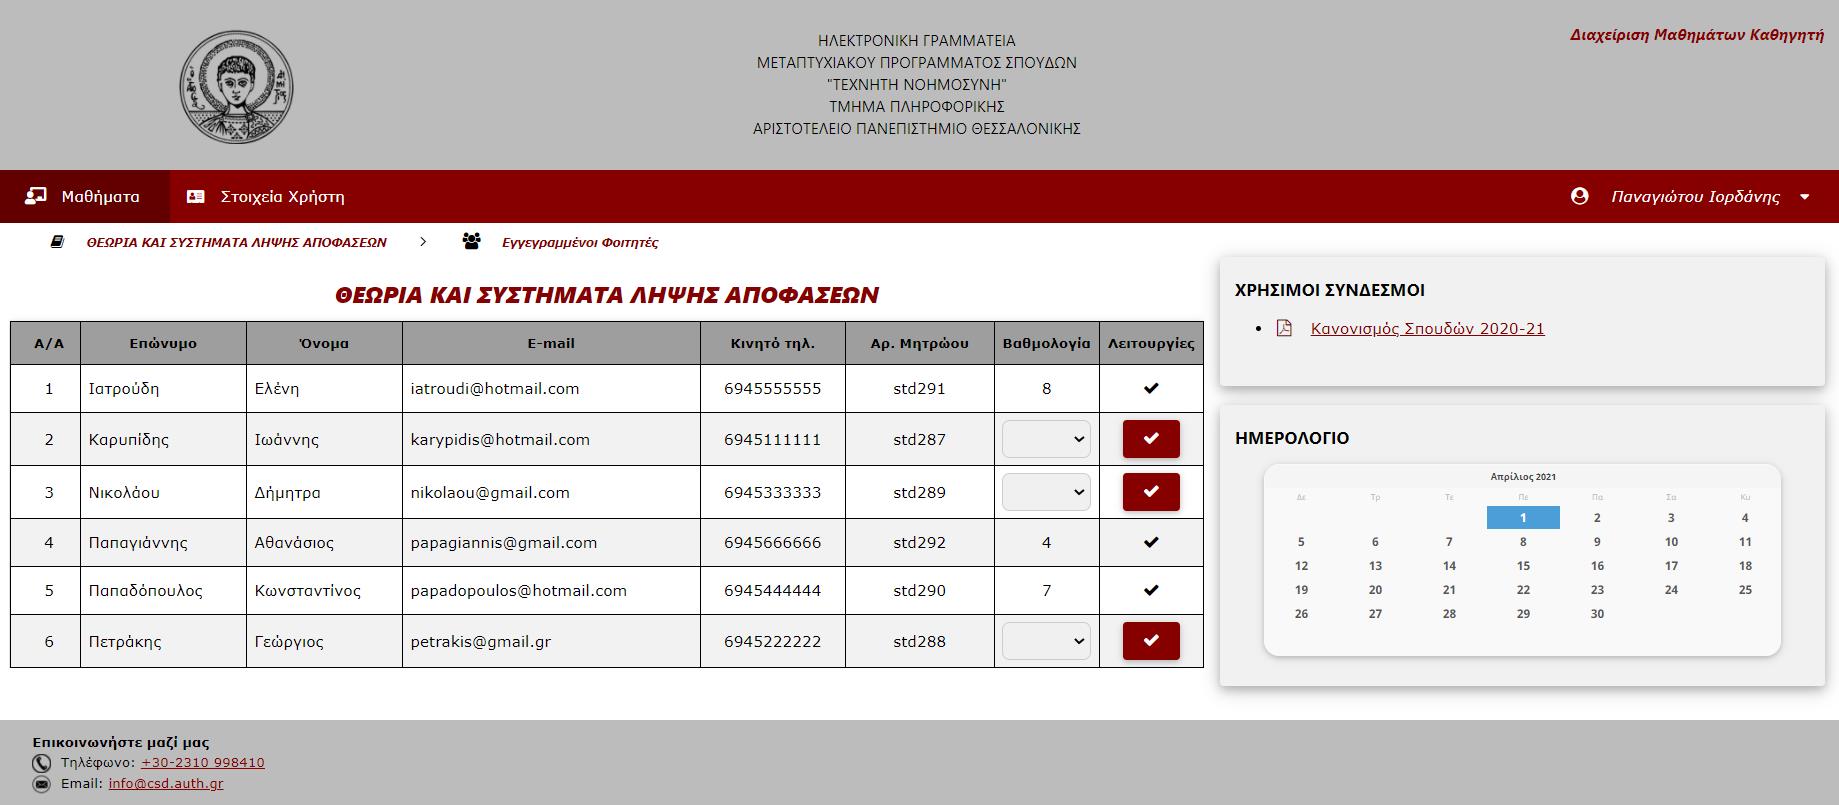 ΗΛΕΚΤΡΟΝΙΚΗ ΓΡΑΜΜΑΤΕΙΑ
ΜΕΤΑΠΤΥΧΙΑΚΟΥ ΠΡΟΓΡΑΜΜΑΤΟΣ ΣΠΟΥΔΩΝ
"ΤΕΧΝΗΤΗ ΝΟΗΜΟΣΥΝΗ"
ΤΜΗΜΑ ΠΛΗΡΟΦΟΡΙΚΗΣ
ΑΡΙΣΤΟΤΕΛΕΙΟ ΠΑΝΕΠΙΣΤΗΜΙΟ ΘΕΣΣΑΛΟΝΙΚΗΣ
Διαχείριση Μαθημάτων Καθηγητή
Μαθήματα Στοιχεία Χρήστη Παναγιώτου Ιορδάνης
ΘΕΩΡΙΑ ΚΑΙ ΣΥΣΤΗΜΑΤΑ ΛΗΨΗΣ ΑΠΟΦΑΣΕΩΝ > Εγγεγραμμένοι Φοιτητές
ΘΕΩΡΙΑ ΚΑΙ ΣΥΣΤΗΜΑΤΑ ΛΗΨΗΣ ΑΠΟΦΑΣΕΩΝ
Α/Α Επώνυμο Όνομα E-mail Κινητό τηλ. Αρ. Μητρώου Βαθμολογία Λειτουργίες
1 Ιατρούδη Ελένη iatroudi@hotmail.com 6945555555 std291 8
2 Καρυπίδης Ιωάννης karypidis@hotmail.com 6945111111 std287
3 Νικολάου Δήμητρα nikolaou@gmail.com 6945333333 std289
4 Παπαγιάννης Αθανάσιος papagiannis@gmail.com 6945666666 std292 4
5 Παπαδόπουλος Κωνσταντίνος papadopoulos@hotmail.com 6945444444 std290 7
6 Πετράκης Γεώργιος petrakis@gmail.gr 6945222222 std288
ΧΡΗΣΙΜΟΙ ΣΥΝΔΕΣΜΟΙ
Κανονισμός Σπουδών 2020-21
ΗΜΕΡΟΛΟΓΙΟ
Απρίλιος 2021
Δε Τρ Τε Πε Πα Σα Κυ
1 2 3 4
5 6 7 8 9 10 11
12 13 14 15 16 17 18
19 20 21 22 23 24 25
26 27 28 29 30
Επικοινωνήστε μαζί μας
Τηλέφωνο: +30-2310 998410
Email: info@csd.auth.gr